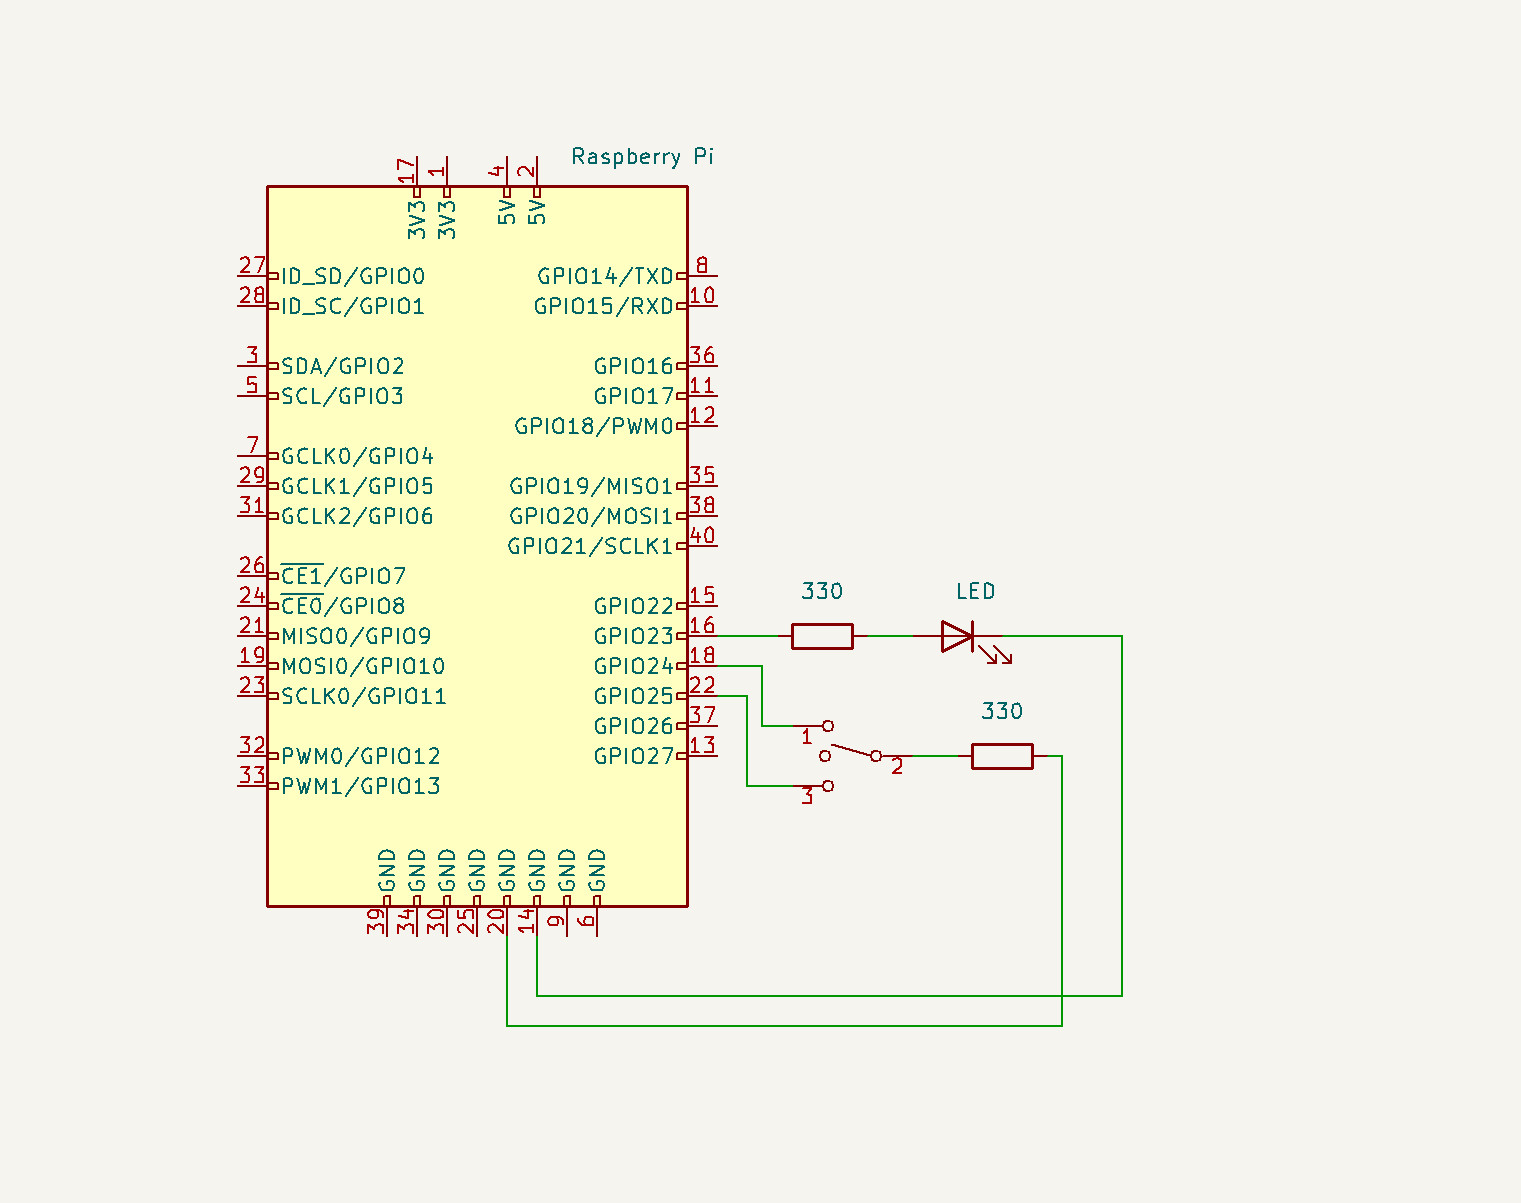 Raspberry Pi
17 1 4 2
3V3 3V3 5V 5V
27 ID_SD/GPIO0 GPIO14/TXD 8
28 ID_SC/GPIO1 GPIO15/RXD 10
3 SDA/GPIO2 GPIO16 36
5 SCL/GPIO3 GPIO17 11
GPIO18/PWM0 12
7 GCLK0/GPIO4
29 GCLK1/GPIO5 GPIO19/MISO1 35
31 GCLK2/GPIO6 GPIO20/MOSI1 38
GPIO21/SCLK1 40
26 CE1/GPIO7
330 LED
24 CE0/GPIO8 GPIO22 15
21 MISO0/GPIO9 GPIO23 16
19 MOSI0/GPIO10 GPIO24 18
23 SCLK0/GPIO11 GPIO25 22
330
GPIO26 37
1
32 PWM0/GPIO12 GPIO27 13
2
33 PWM1/GPIO13
3
GND GND GND GND GND GND GND GND
39 34 30 25 20 14 9 6